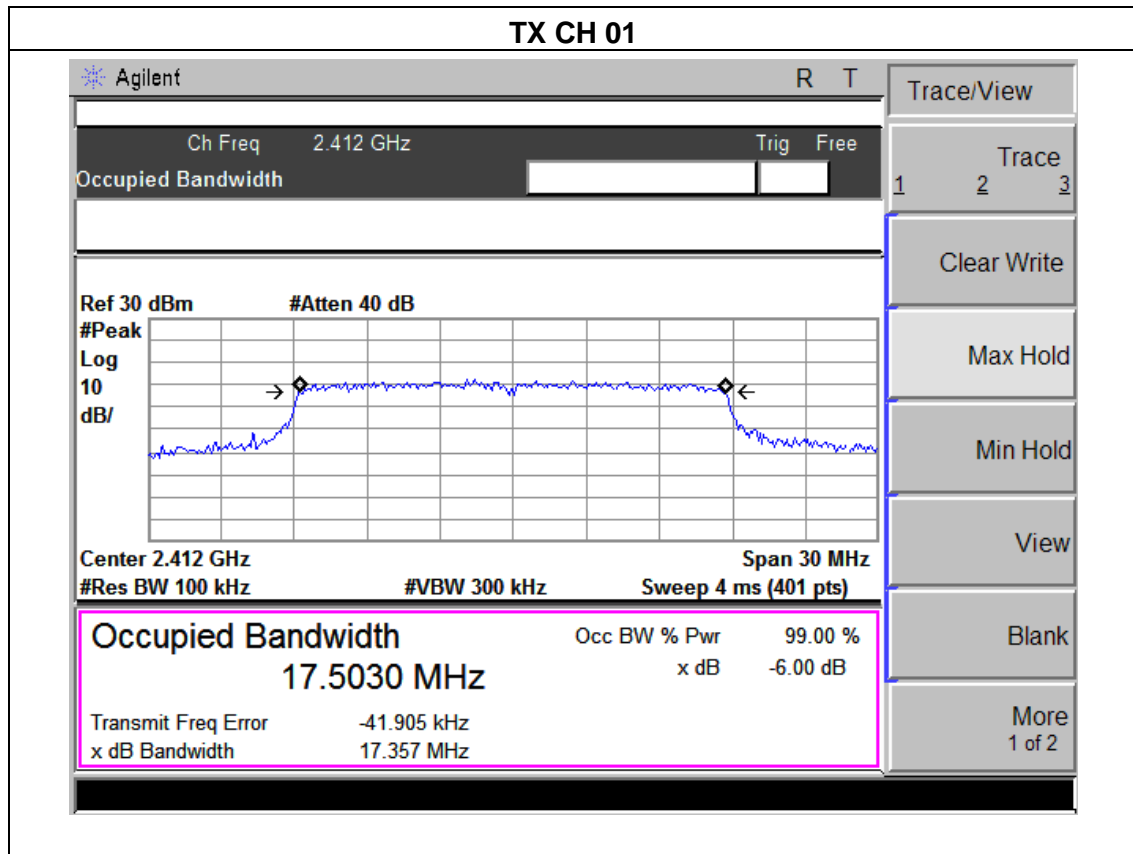 TX CH 01
Agilent R T
Trace/View
Ch Freq 2.412 GHz Trig Free
Occupied Bandwidth
Trace
1 2 3
Clear Write
Max Hold
Min Hold
View
Blank
More
1 of 2
Ref 30 dBm #Atten 40 dB
#Peak
Log
10
dB/
Center 2.412 GHz Span 30 MHz
#Res BW 100 kHz #VBW 300 kHz Sweep 4 ms (401 pts)
Occupied Bandwidth Occ BW % Pwr 99.00 %
17.5030 MHz x dB -6.00 dB
Transmit Freq Error -41.905 kHz
x dB Bandwidth 17.357 MHz